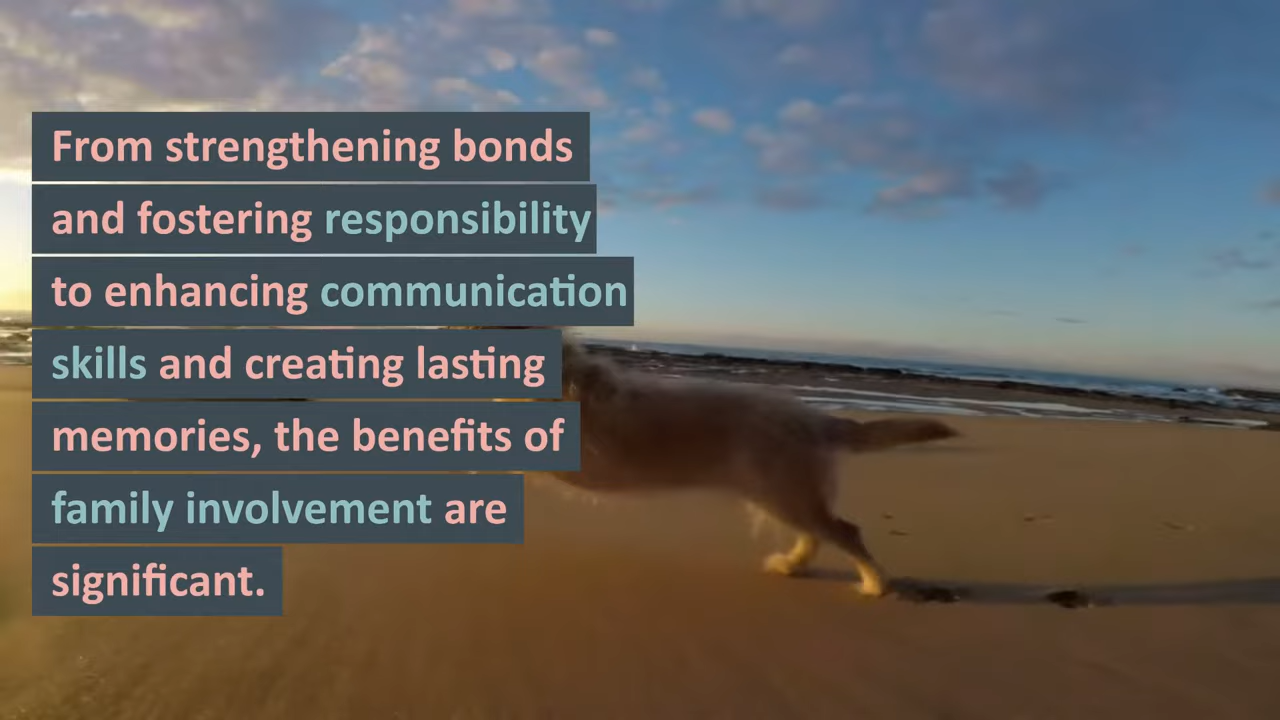 From strengthening bonds
and fostering responsibility
to enhancing communication
skills and creating lasting
memories, the benefits of
family involvement are
significant.